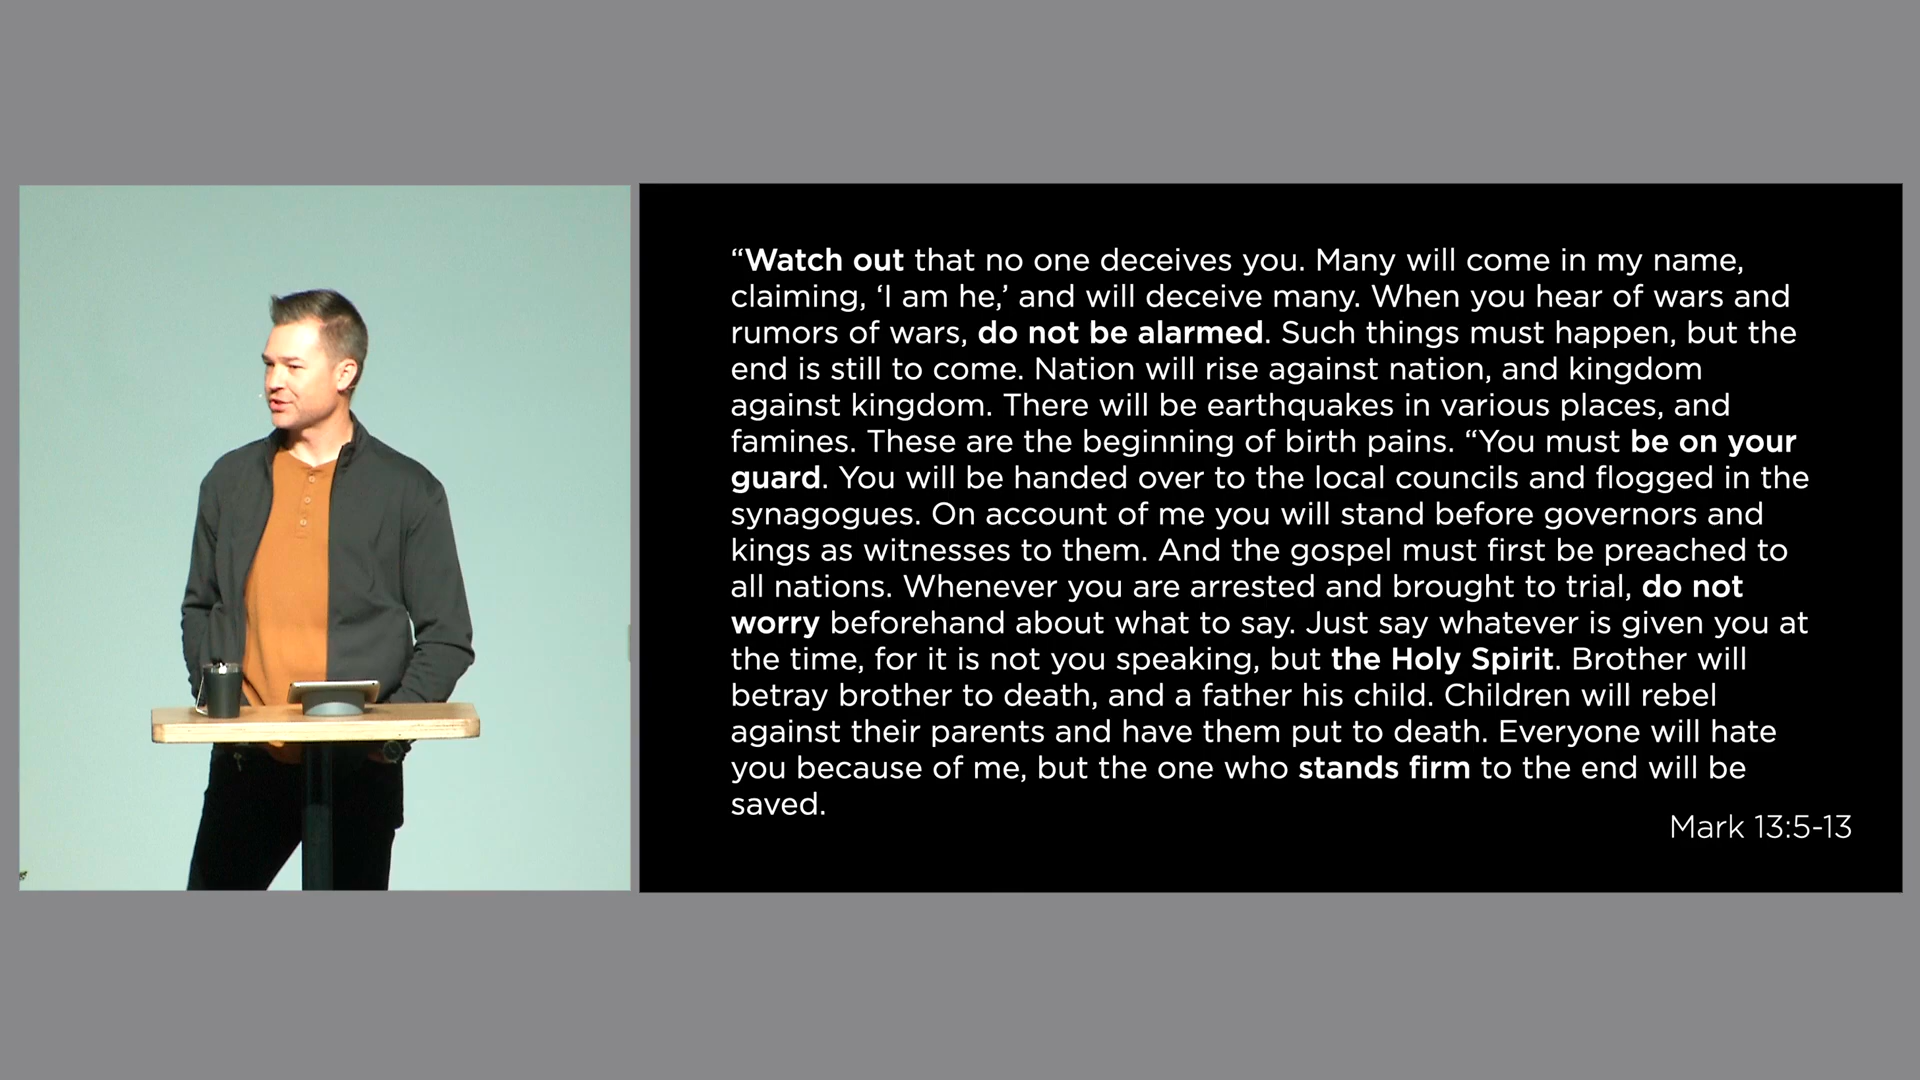 “Watch out that no one deceives you. Many will come in my name,
claiming, ‘I am he,’ and will deceive many. When you hear of wars and
rumors of wars, do not be alarmed. Such things must happen, but the
end is still to come. Nation will rise against nation, and kingdom
against kingdom. There will be earthquakes in various places, and
famines. These are the beginning of birth pains. “You must be on your
guard. You will be handed over to the local councils and flogged in the
synagogues. On account of me you will stand before governors and
kings as witnesses to them. And the gospel must first be preached to
all nations. Whenever you are arrested and brought to trial, do not
worry beforehand about what to say. Just say whatever is given you at
the time, for it is not you speaking, but the Holy Spirit. Brother will
betray brother to death, and a father his child. Children will rebel
against their parents and have them put to death. Everyone will hate
you because of me, but the one who stands firm to the end will be
saved.
Mark 13:5-13